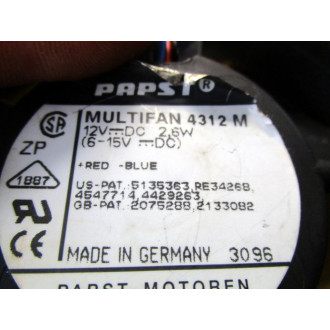 PAPST®
MULTIFAN 4312 M
12V⎓DC 2,6W
(6-15V⎓DC)
ZP
+RED -BLUE
1887
US-PAT.:5135363,RE34268,
4547714,4429263,
GB-PAT.:2075288,2133082
CE
MADE IN GERMANY 3096
PAPST-MOTOREN